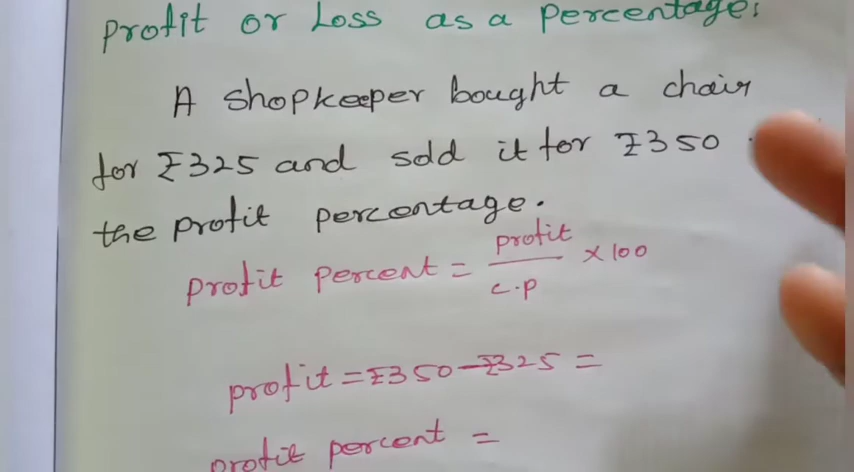 profit or Loss as a percentage:
A Shopkeeper bought a chair
for ₹325 and sold it for ₹350
the profit percentage.
profit percent = profit / c.p × 100
profit = ₹350 - ₹325 =
profit percent =